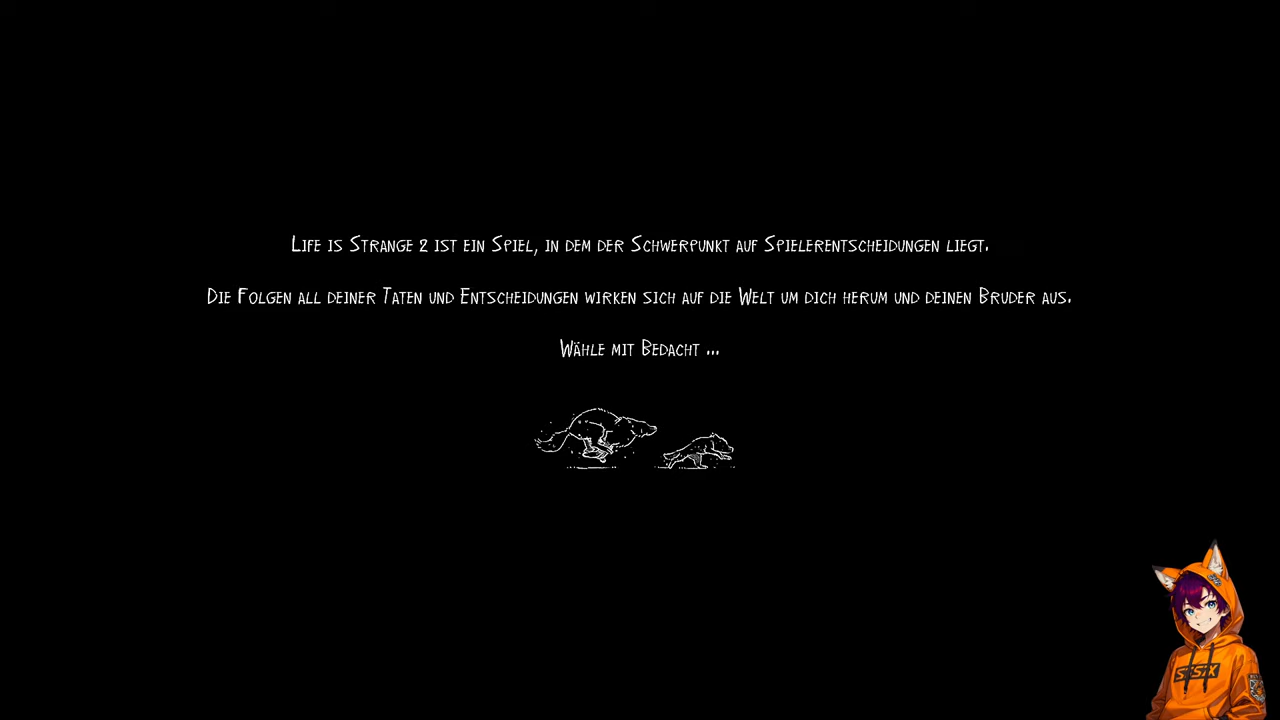 Life is Strange 2 ist ein Spiel, in dem der Schwerpunkt auf Spielerentscheidungen liegt.
Die Folgen all deiner Taten und Entscheidungen wirken sich auf die Welt um dich herum und deinen Bruder aus.
Wähle mit Bedacht ...